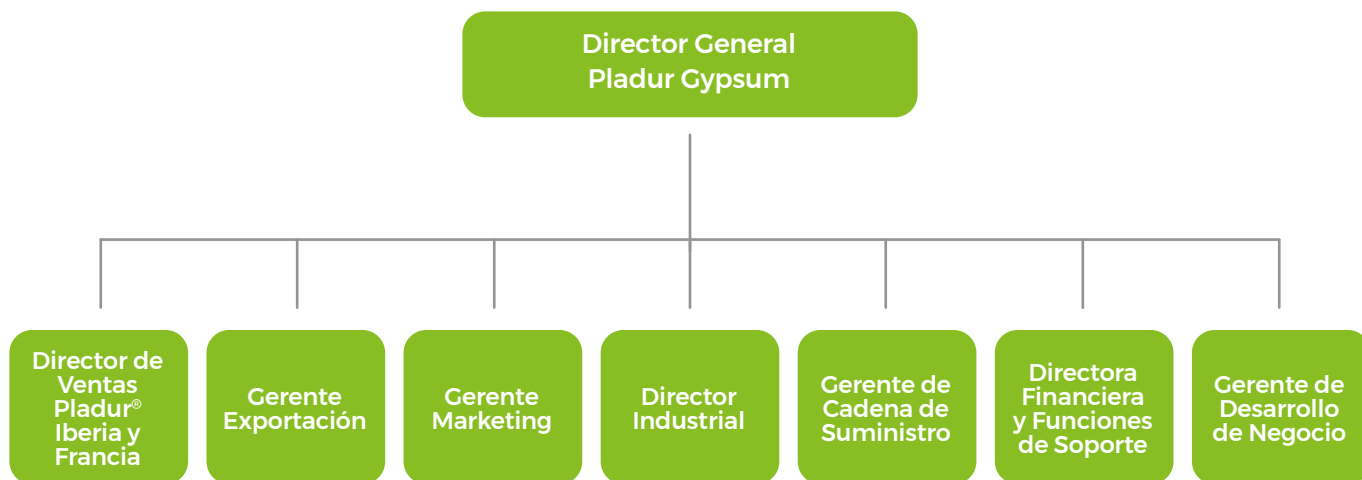 Director General
Pladur Gypsum
Director de
Ventas
Pladur®
Iberia y
Francia
Gerente
Exportación
Gerente
Marketing
Director
Industrial
Gerente de
Cadena de
Suministro
Directora
Financiera
y Funciones
de Soporte
Gerente de
Desarrollo
de Negocio